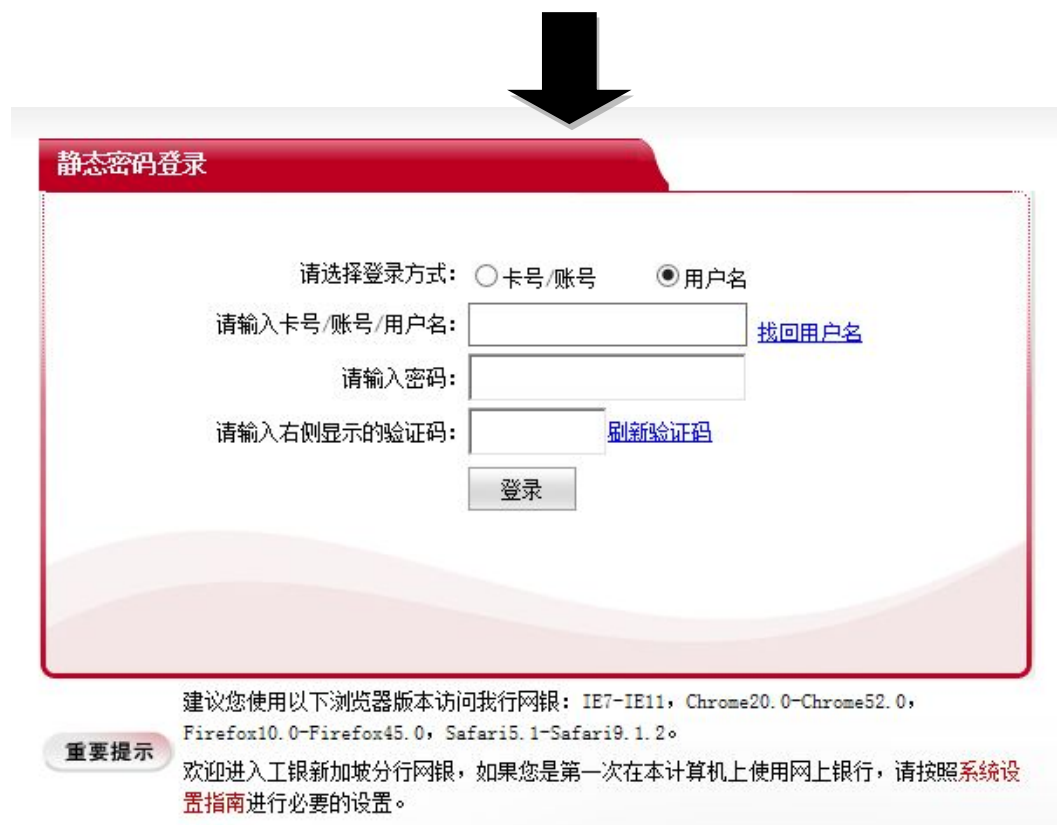 静态密码登录
请选择登录方式: 卡号/账号 用户名
请输入卡号/账号/用户名: 找回用户名
请输入密码:
请输入右侧显示的验证码: 刷新验证码
登录
建议您使用以下浏览器版本访问我行网银: IE7-IE11, Chrome20.0-Chrome52.0,
Firefox10.0-Firefox45.0, Safari5.1-Safari9.1.2。
重要提示
欢迎进入工银新加坡分行网银，如果您是第一次在本计算机上使用网上银行，请按照系统设
置指南进行必要的设置。